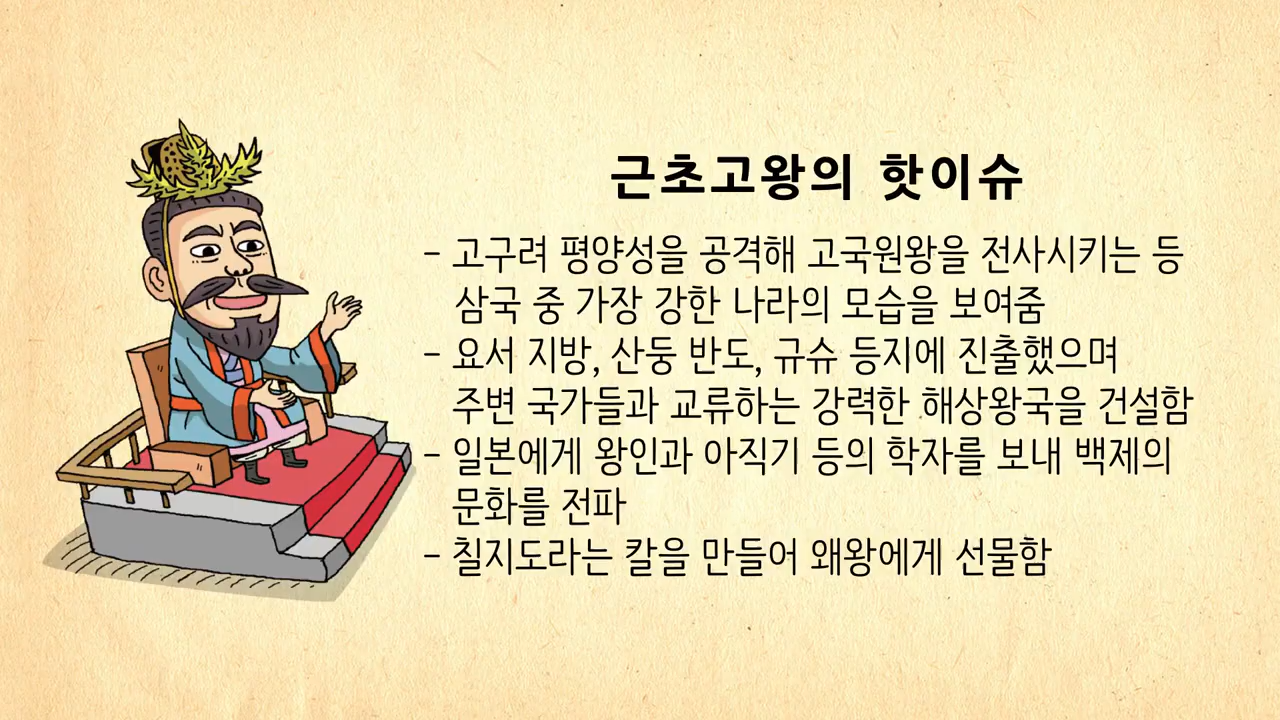 근초고왕의 핫이슈
- 고구려 평양성을 공격해 고국원왕을 전사시키는 등
삼국 중 가장 강한 나라의 모습을 보여줌
- 요서 지방, 산둥 반도, 규슈 등지에 진출했으며
주변 국가들과 교류하는 강력한 해상왕국을 건설함
- 일본에게 왕인과 아직기 등의 학자를 보내 백제의
문화를 전파
- 칠지도라는 칼을 만들어 왜왕에게 선물함